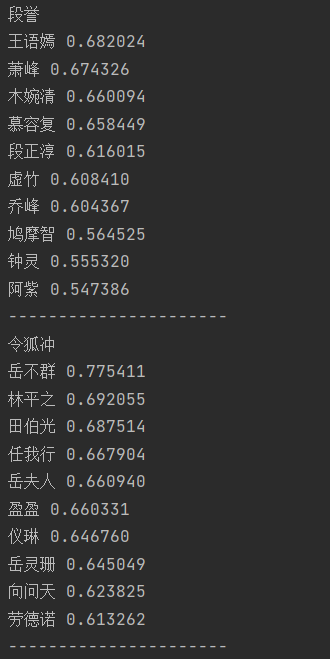 段誉
王语嫣 0.682024
萧峰 0.674326
木婉清 0.660094
慕容复 0.658449
段正淳 0.616015
虚竹 0.608410
乔峰 0.604367
鸠摩智 0.564525
钟灵 0.555320
阿紫 0.547386
----------------------
令狐冲
岳不群 0.775411
林平之 0.692055
田伯光 0.687514
任我行 0.667904
岳夫人 0.660940
盈盈 0.660331
仪琳 0.646760
岳灵珊 0.645049
向问天 0.623825
劳德诺 0.613262
----------------------